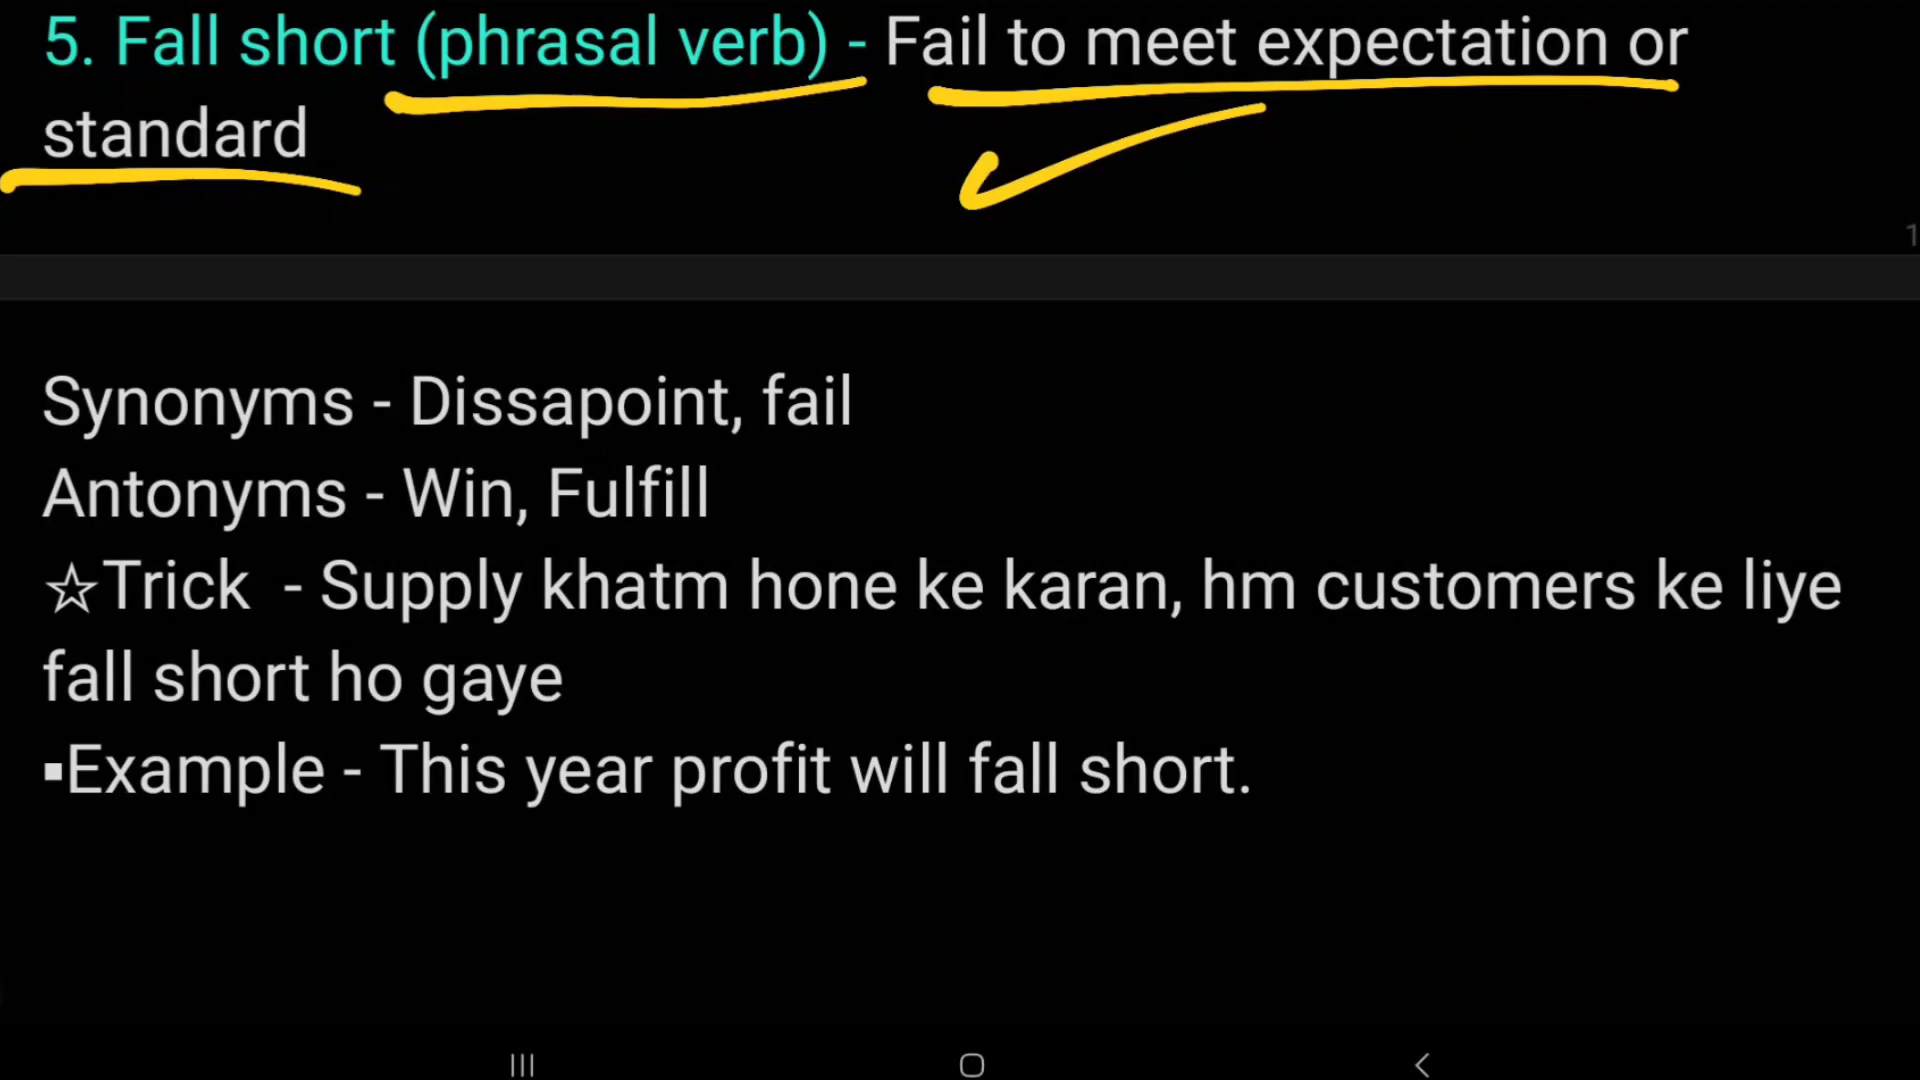 5. Fall short (phrasal verb) - Fail to meet expectation or
standard
1
Synonyms - Dissapoint, fail
Antonyms - Win, Fulfill
☆Trick - Supply khatm hone ke karan, hm customers ke liye
fall short ho gaye
▪Example - This year profit will fall short.